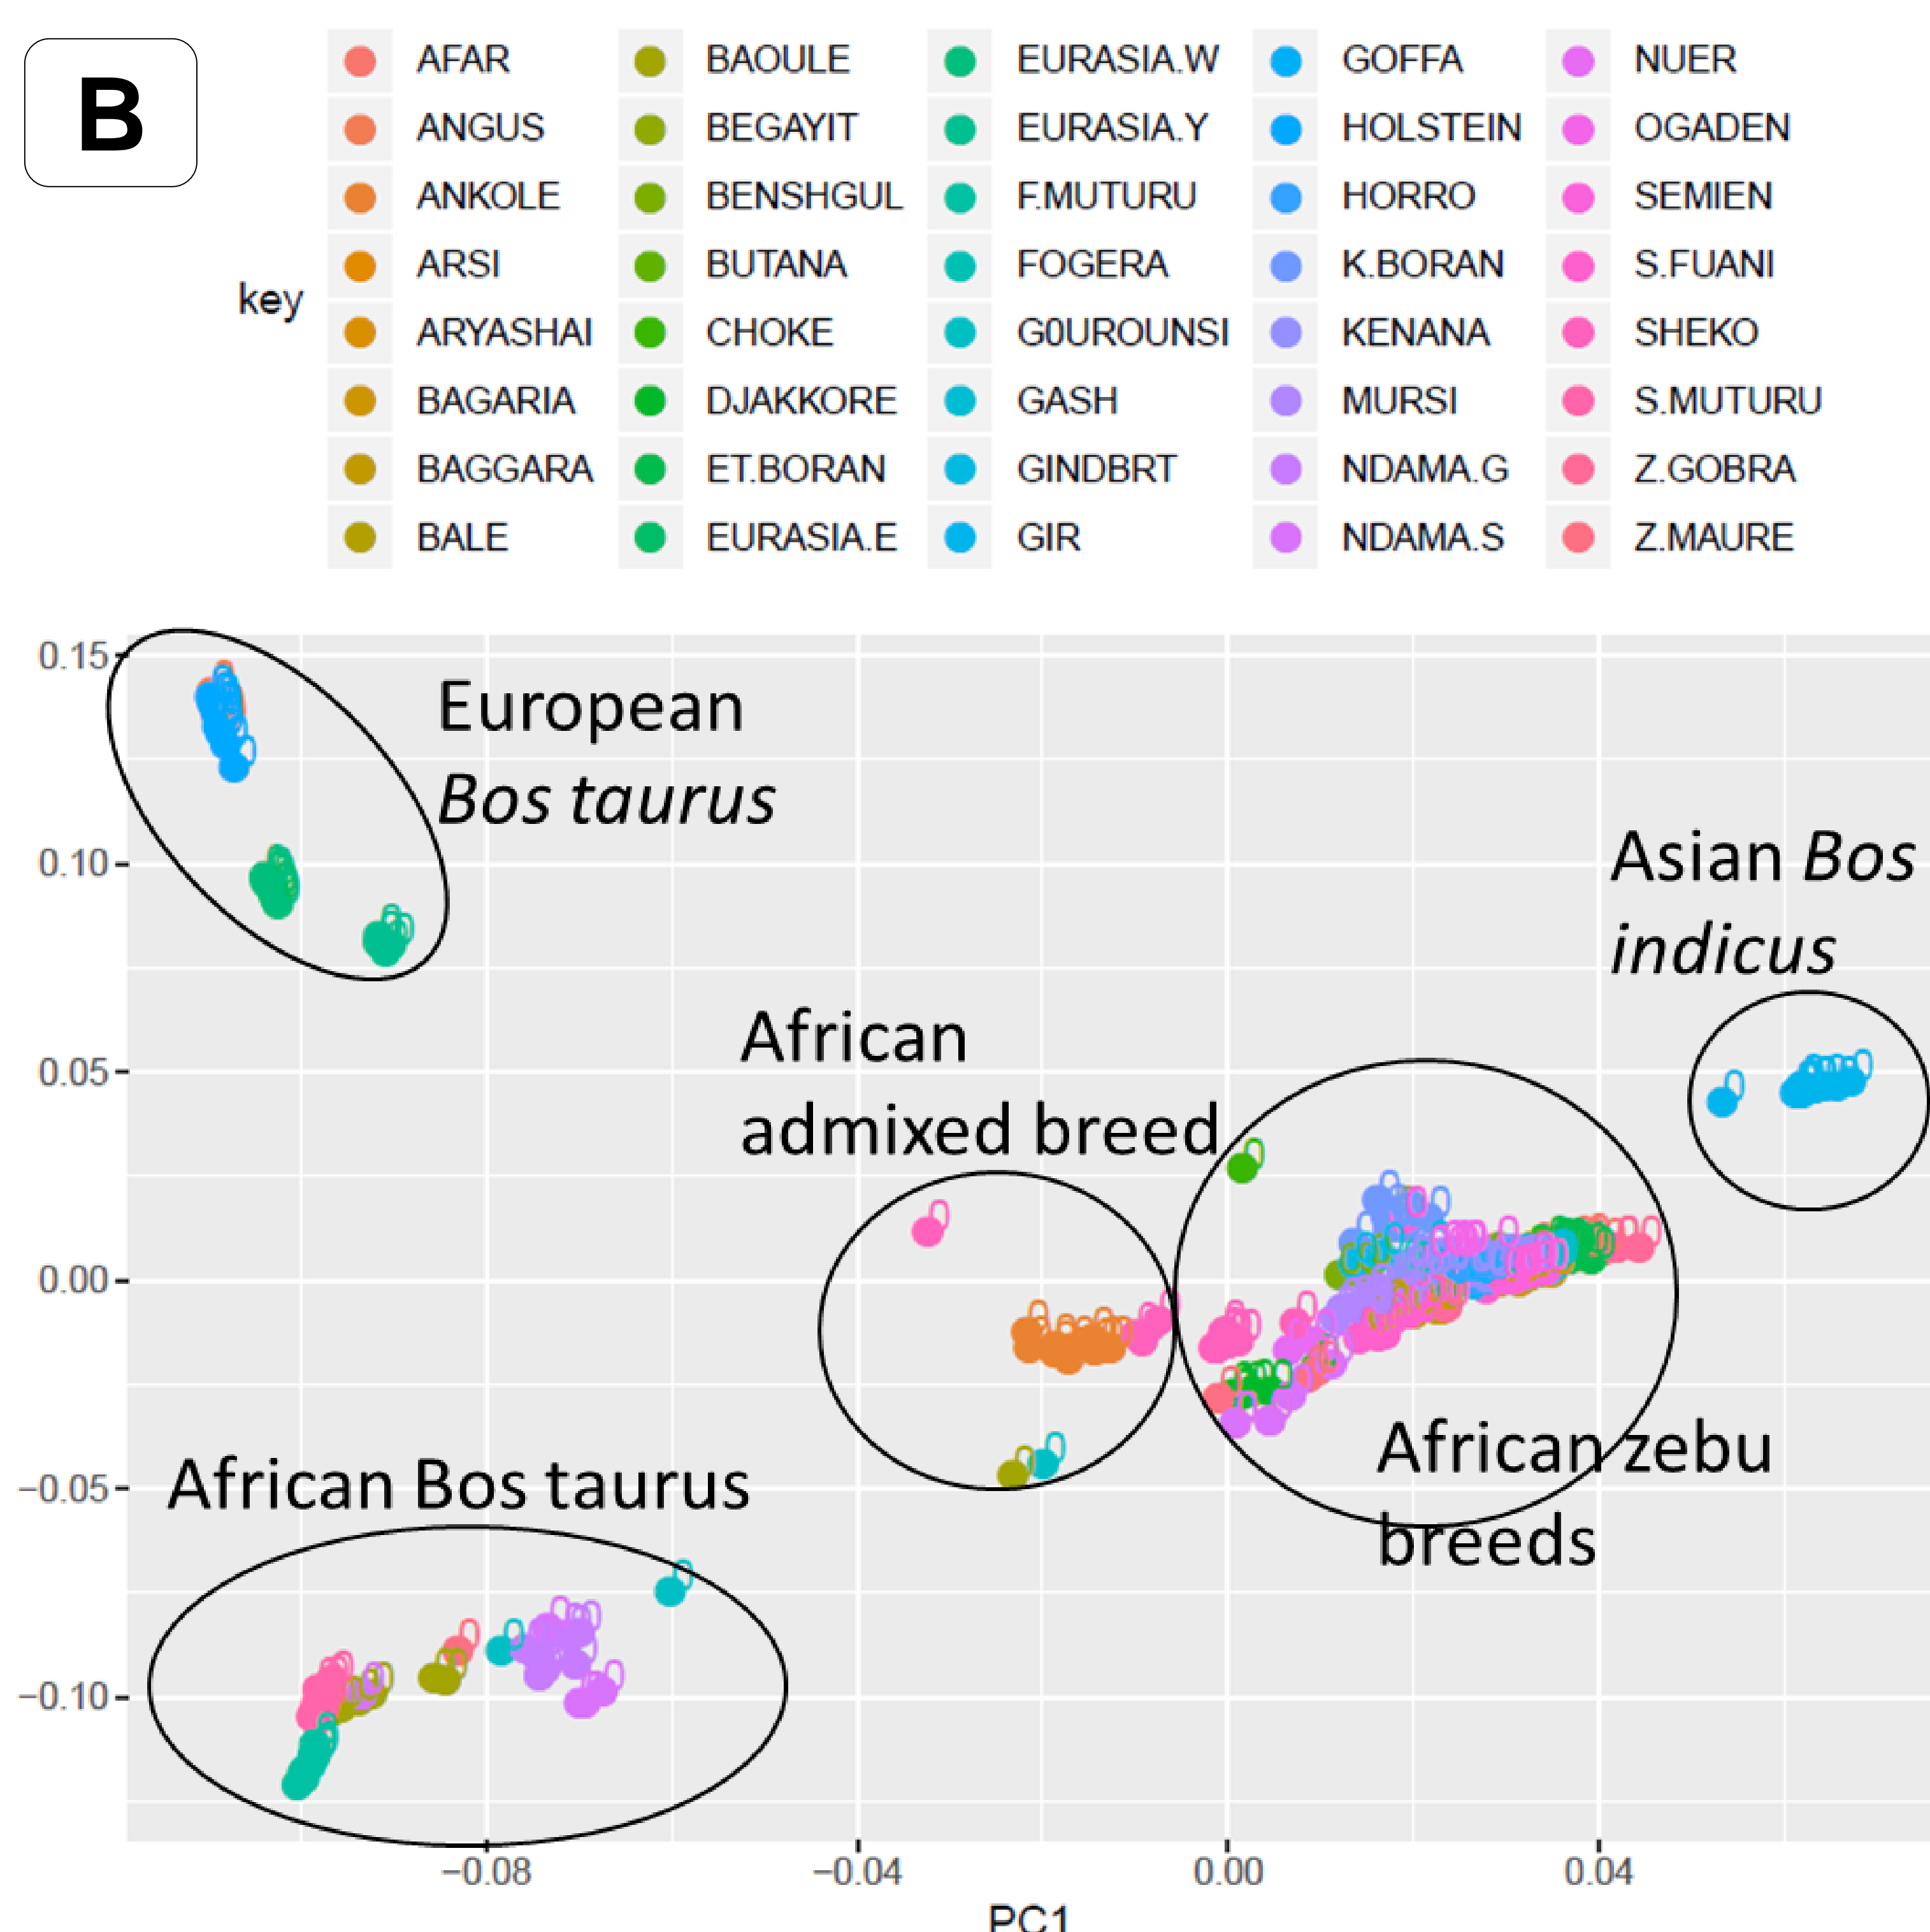 B
AFAR BAOULE EURASIA.W GOFFA NUER
ANGUS BEGAYIT EURASIA.Y HOLSTEIN OGADEN
ANKOLE BENSHGUL F.MUTURU HORRO SEMIEN
ARSI BUTANA FOGERA K.BORAN S.FUANI
key
ARYASHAI CHOKE G0UROUNSI KENANA SHEKO
BAGARIA DJAKKORE GASH MURSI S.MUTURU
BAGGARA ET.BORAN GINDBRT NDAMA.G Z.GOBRA
BALE EURASIA.E GIR NDAMA.S Z.MAURE
0.15
European
Bos taurus
0.10
Asian Bos
indicus
0.05
African
admixed breed
0.00
African zebu
breeds
−0.05
African Bos taurus
−0.10
−0.08 −0.04 0.00 0.04
PC1